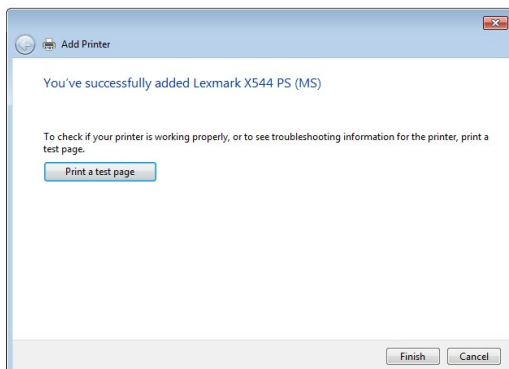 Add Printer
You've successfully added Lexmark X544 PS (MS)
To check if your printer is working properly, or to see troubleshooting information for the printer, print a
test page.
Print a test page
Finish Cancel